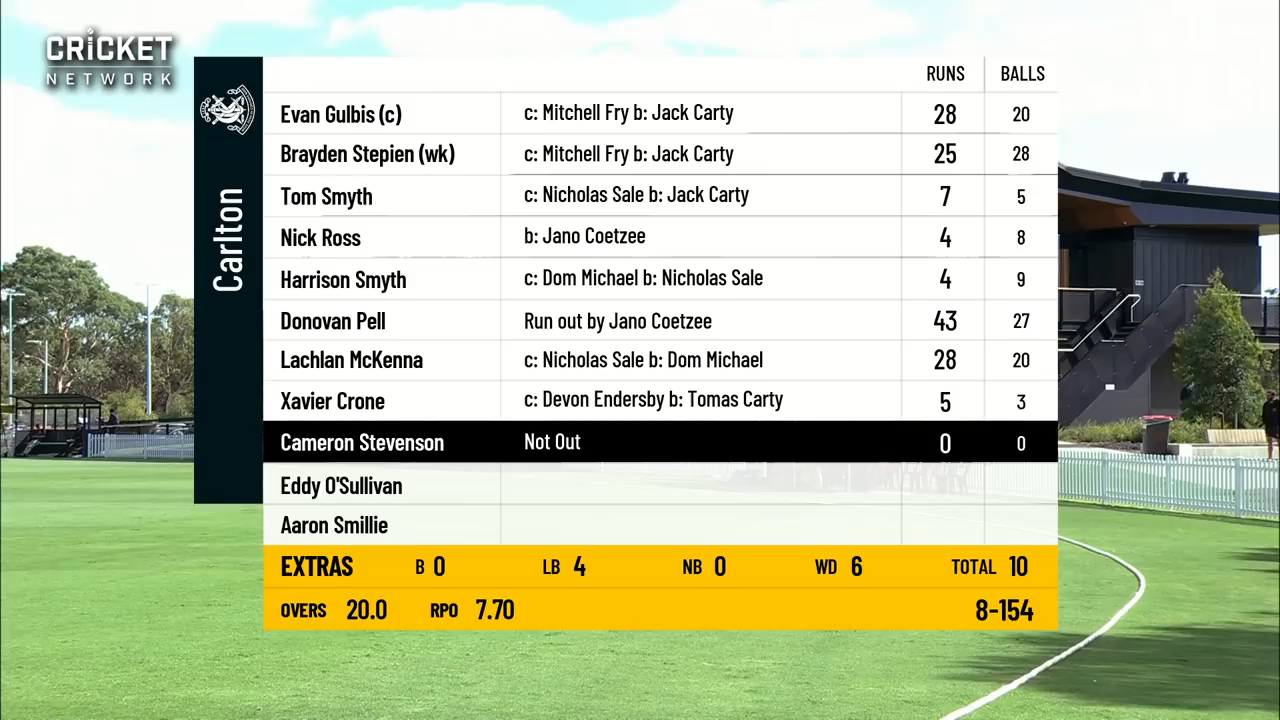 CRICKET
NETWORK
Carlton
RUNS BALLS
Evan Gulbis (c) c: Mitchell Fry b: Jack Carty 28 20
Brayden Stepien (wk) c: Mitchell Fry b: Jack Carty 25 28
Tom Smyth c: Nicholas Sale b: Jack Carty 7 5
Nick Ross b: Jano Coetzee 4 8
Harrison Smyth c: Dom Michael b: Nicholas Sale 4 9
Donovan Pell Run out by Jano Coetzee 43 27
Lachlan McKenna c: Nicholas Sale b: Dom Michael 28 20
Xavier Crone c: Devon Endersby b: Tomas Carty 5 3
Cameron Stevenson Not Out 0 0
Eddy O'Sullivan
Aaron Smillie
EXTRAS B 0 LB 4 NB 0 WD 6 TOTAL 10
OVERS 20.0 RPO 7.70 8-154